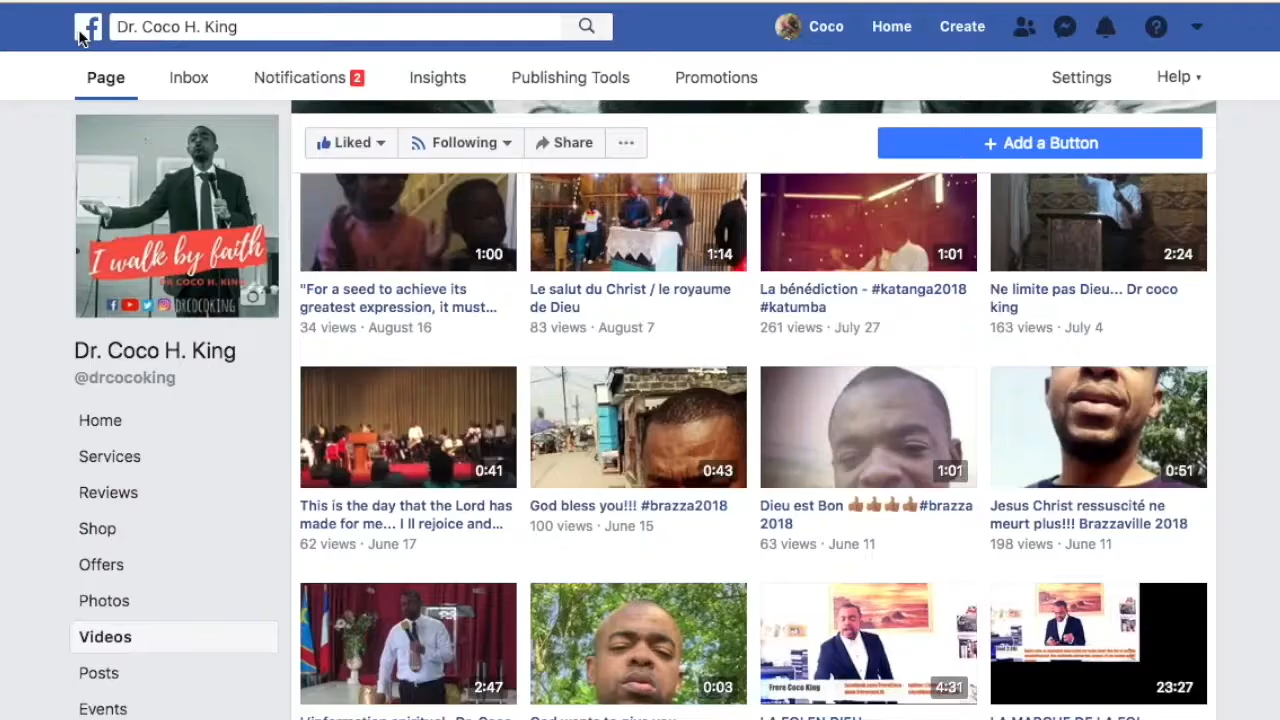 Dr. Coco H. King
Coco
Home
Create
Page
Inbox
Notifications 2
Insights
Publishing Tools
Promotions
Settings
Help
I walk by faith
DR COCO H. KING
DRCOCOKING
Dr. Coco H. King
@drcocoking
Home
Services
Reviews
Shop
Offers
Photos
Videos
Posts
Events
Liked
Following
Share
+ Add a Button
1:00
1:14
1:01
2:24
"For a seed to achieve its
greatest expression, it must...
34 views · August 16
Le salut du Christ / le royaume
de Dieu
83 views · August 7
La bénédiction - #katanga2018
#katumba
261 views · July 27
Ne limite pas Dieu... Dr coco
king
163 views · July 4
0:41
0:43
1:01
0:51
This is the day that the Lord has
made for me... I ll rejoice and...
62 views · June 17
God bless you!!! #brazza2018
100 views · June 15
Dieu est Bon 👍🏾👍🏾👍🏾👍🏾#brazza
2018
63 views · June 11
Jesus Christ ressuscité ne
meurt plus!!! Brazzaville 2018
198 views · June 11
2:47
0:03
Frere Coco King
4:31
23:27